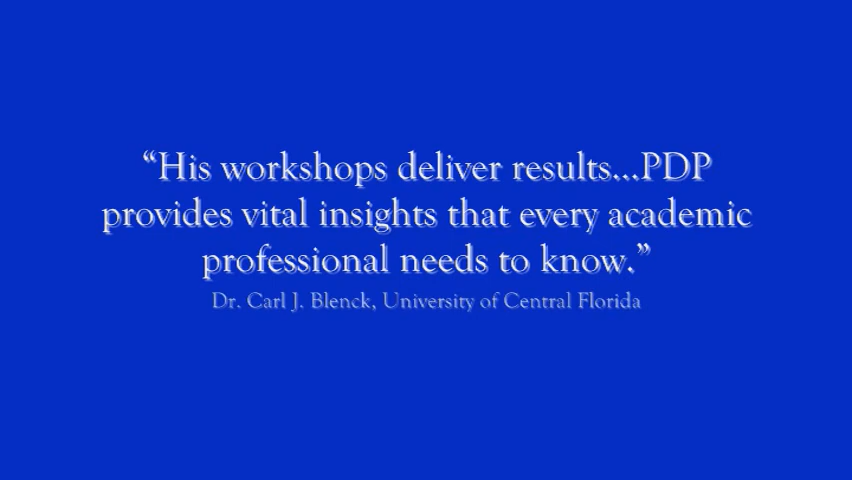 “His workshops deliver results...PDP
provides vital insights that every academic
professional needs to know.”
Dr. Carl J. Blenck, University of Central Florida